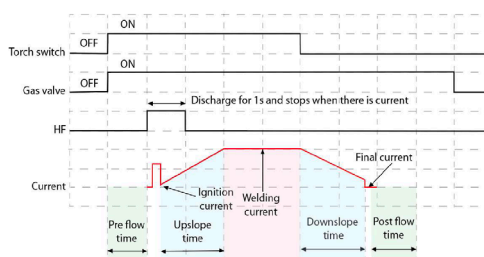 ON
Torch switch
OFF
ON
Gas valve
OFF
Discharge for 1s and stops when there is current
HF
Final current
Current
Ignition
current
Welding
current
Pre flow
time
Upslope
time
Downslope
time
Post flow
time